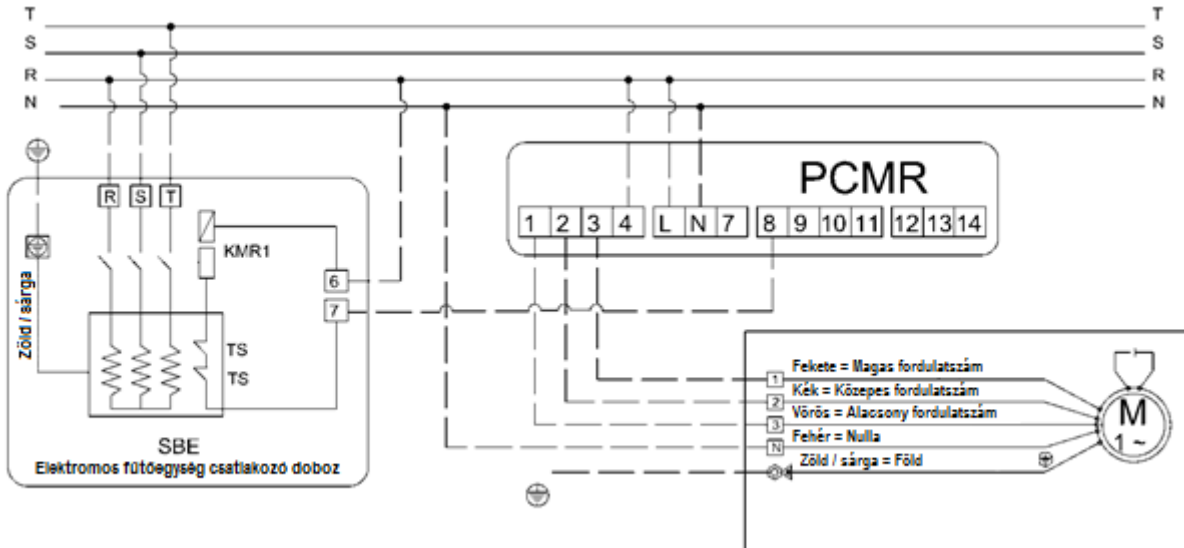 T T
S S
R R
N N
PCMR
R S T
1 2 3 4 L N 7 8 9 10 11 12 13 14
KMR1
6
7
Zöld / sárga
TS
TS
SBE
Elektromos fűtőegység csatlakozó doboz
1 Fekete = Magas fordulatszám
2 Kék = Közepes fordulatszám
3 Vörös = Alacsony fordulatszám
N Fehér = Nulla
Zöld / sárga = Föld
M
1 ~